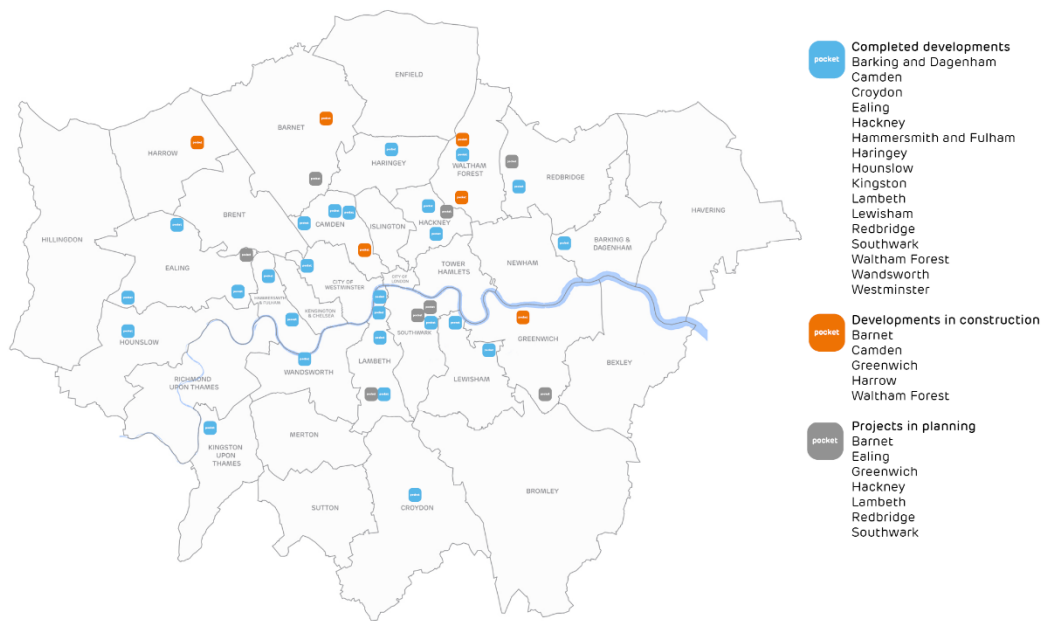 ENFIELD
BARNET
HARROW
HARINGEY
WALTHAM
FOREST
REDBRIDGE
HAVERING
BRENT
CAMDEN
ISLINGTON
HACKNEY
HILLINGDON
BARKING &
DAGENHAM
EALING
TOWER
HAMLETS
NEWHAM
CITY OF
WESTMINSTER
CITY OF
LONDON
HAMMERSMITH
& FULHAM
KENSINGTON
& CHELSEA
SOUTHWARK
GREENWICH
HOUNSLOW
BEXLEY
LAMBETH
WANDSWORTH
LEWISHAM
RICHMOND
UPON THAMES
KINGSTON
UPON
THAMES
MERTON
SUTTON
CROYDON
BROMLEY
pocket
Completed developments
Barking and Dagenham
Camden
Croydon
Ealing
Hackney
Hammersmith and Fulham
Haringey
Hounslow
Kingston
Lambeth
Lewisham
Redbridge
Southwark
Waltham Forest
Wandsworth
Westminster
pocket
Developments in construction
Barnet
Camden
Greenwich
Harrow
Waltham Forest
pocket
Projects in planning
Barnet
Ealing
Greenwich
Hackney
Lambeth
Redbridge
Southwark